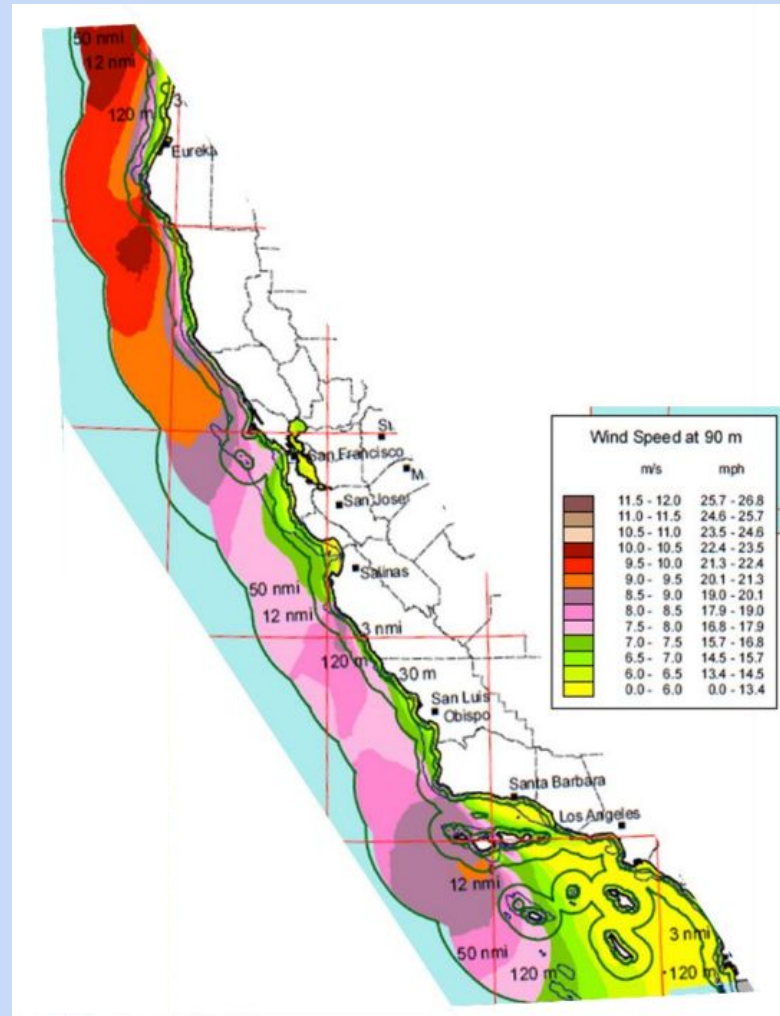 50 nmi
12 nmi
3
120 m
Eureka
St
San Francisco
M
San Jose
Salinas
50 nmi
12 nmi
3 nmi
120 m
30 m
San Luis
Obispo
Santa Barbara
Los Angeles
12 nmi
3 nmi
50 nmi
120 m
120 m
Wind Speed at 90 m
m/s mph
11.5 - 12.0 25.7 - 26.8
11.0 - 11.5 24.6 - 25.7
10.5 - 11.0 23.5 - 24.6
10.0 - 10.5 22.4 - 23.5
9.5 - 10.0 21.3 - 22.4
9.0 - 9.5 20.1 - 21.3
8.5 - 9.0 19.0 - 20.1
8.0 - 8.5 17.9 - 19.0
7.5 - 8.0 16.8 - 17.9
7.0 - 7.5 15.7 - 16.8
6.5 - 7.0 14.5 - 15.7
6.0 - 6.5 13.4 - 14.5
0.0 - 6.0 0.0 - 13.4